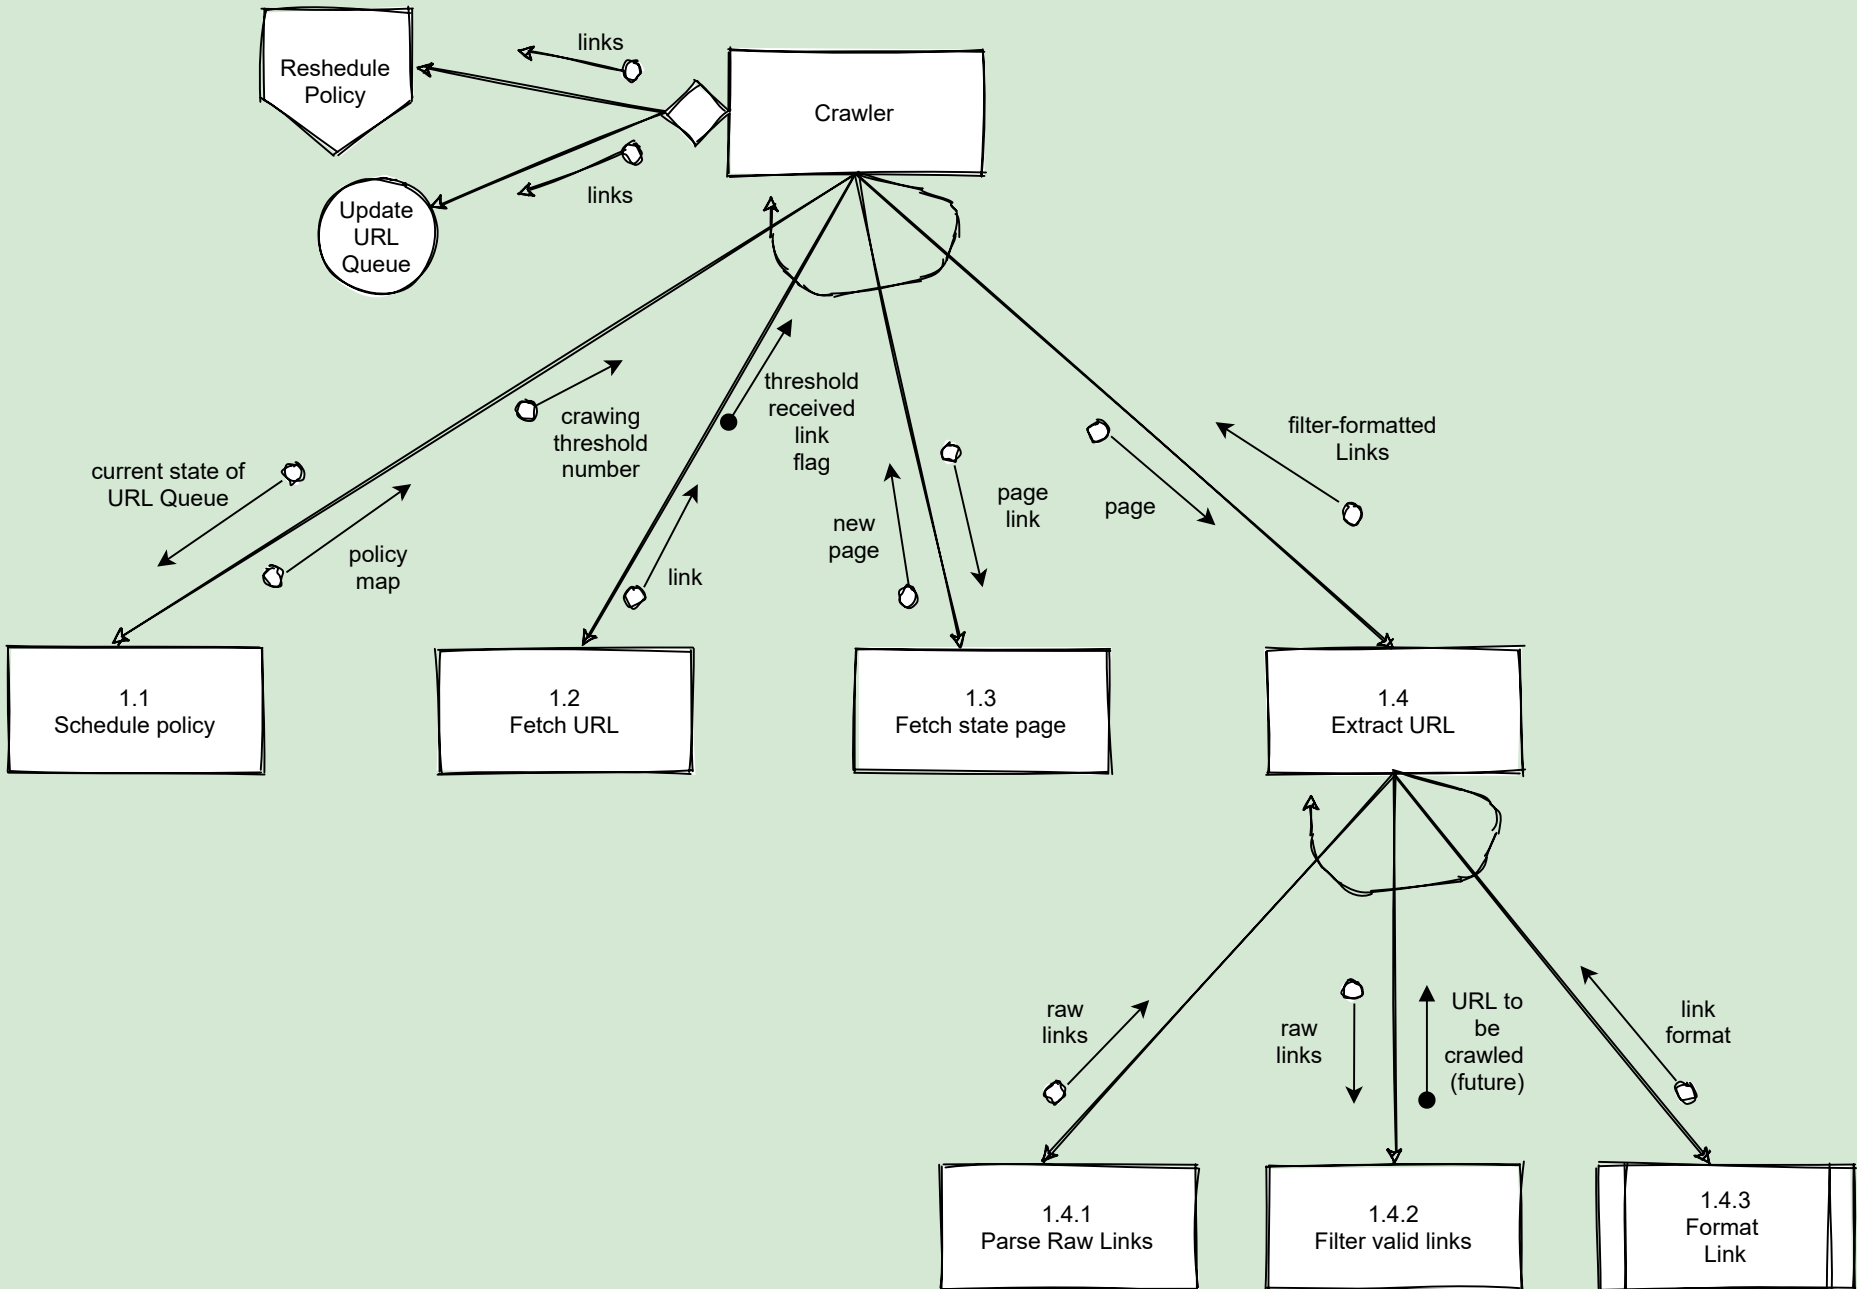 links
Reshedule
Policy
Crawler
links
Update
URL
Queue
threshold
received
link
flag
crawing
threshold
number
filter-formatted
Links
current state of
URL Queue
page
link
page
new
page
policy
map
link
1.1
Schedule policy
1.2
Fetch URL
1.3
Fetch state page
1.4
Extract URL
raw
links
raw
links
URL to
be
crawled
(future)
link
format
1.4.1
Parse Raw Links
1.4.2
Filter valid links
1.4.3
Format
Link